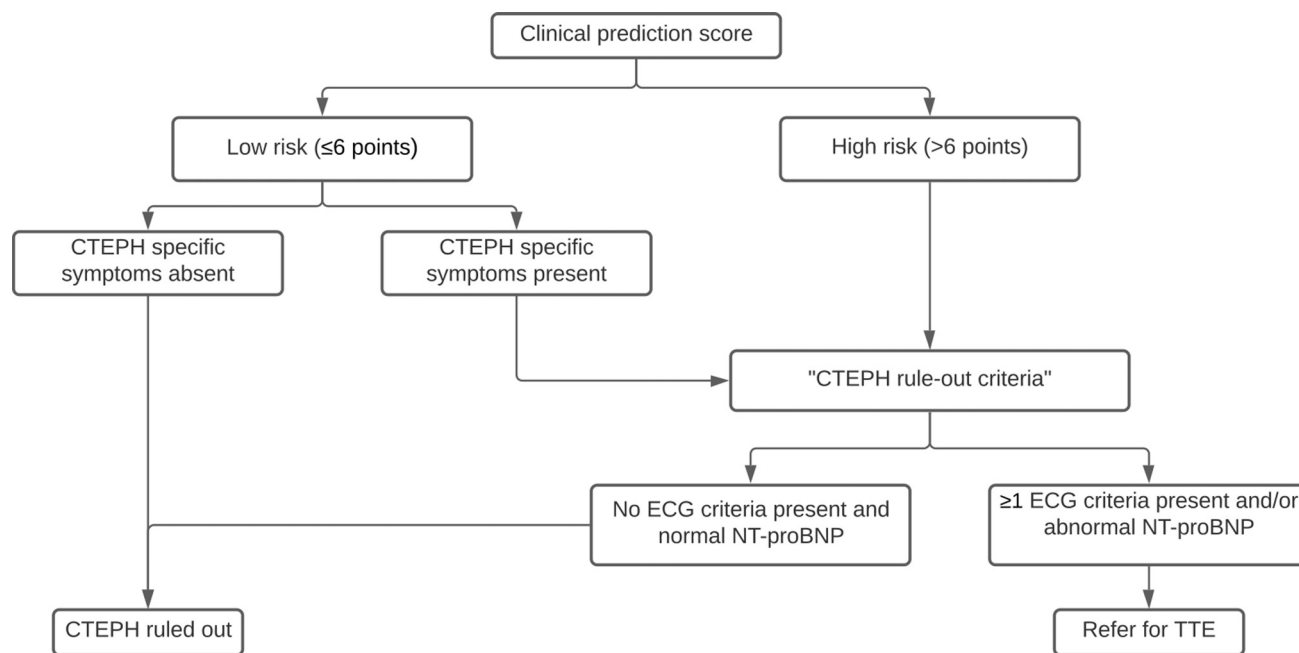 Clinical prediction score
Low risk (≤6 points)
High risk (>6 points)
CTEPH specific
symptoms absent
CTEPH specific
symptoms present
"CTEPH rule-out criteria"
No ECG criteria present and
normal NT-proBNP
≥1 ECG criteria present and/or
abnormal NT-proBNP
CTEPH ruled out
Refer for TTE